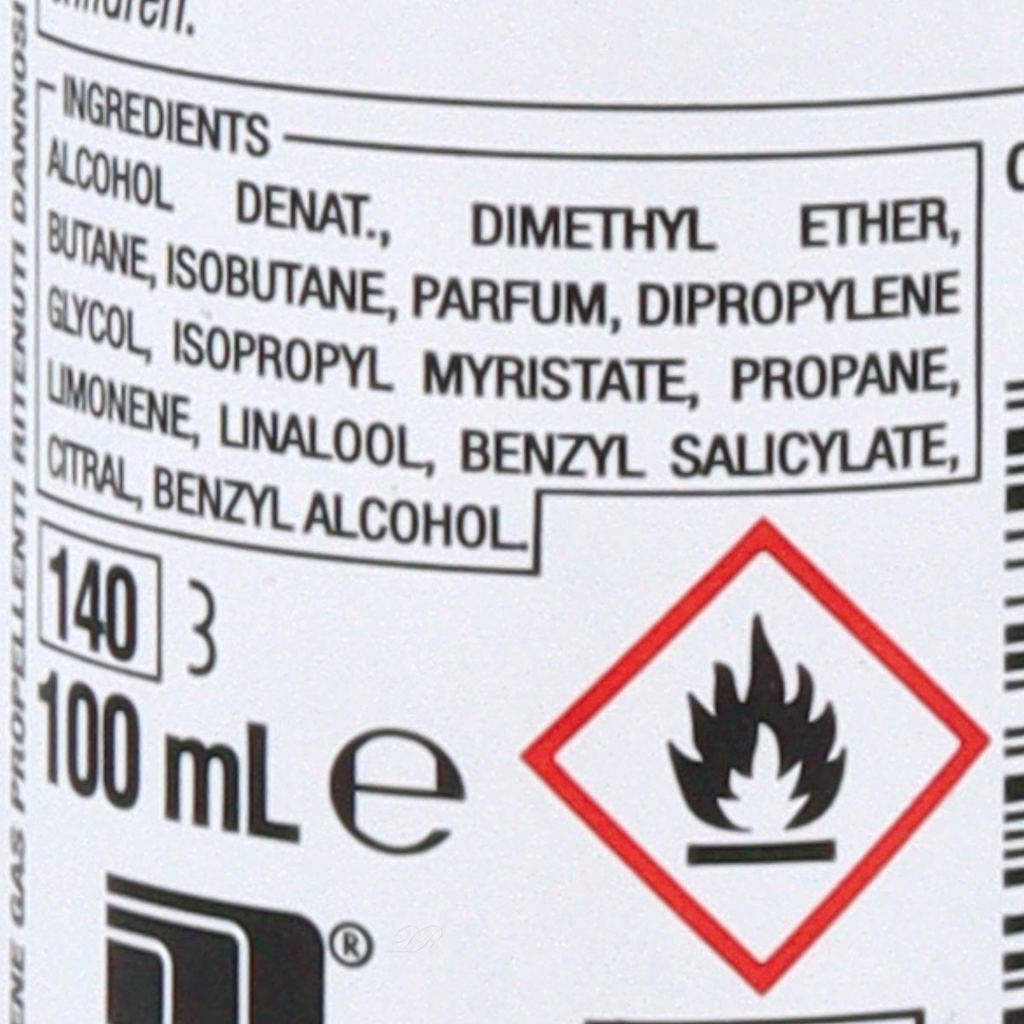 INGREDIENTS
ALCOHOL DENAT., DIMETHYL ETHER,
BUTANE, ISOBUTANE, PARFUM, DIPROPYLENE
GLYCOL, ISOPROPYL MYRISTATE, PROPANE,
LIMONENE, LINALOOL, BENZYL SALICYLATE,
CITRAL, BENZYL ALCOHOL.
140 3
100 mL e
®
GAS PROPELLENTI RITENUTI DANNOSI